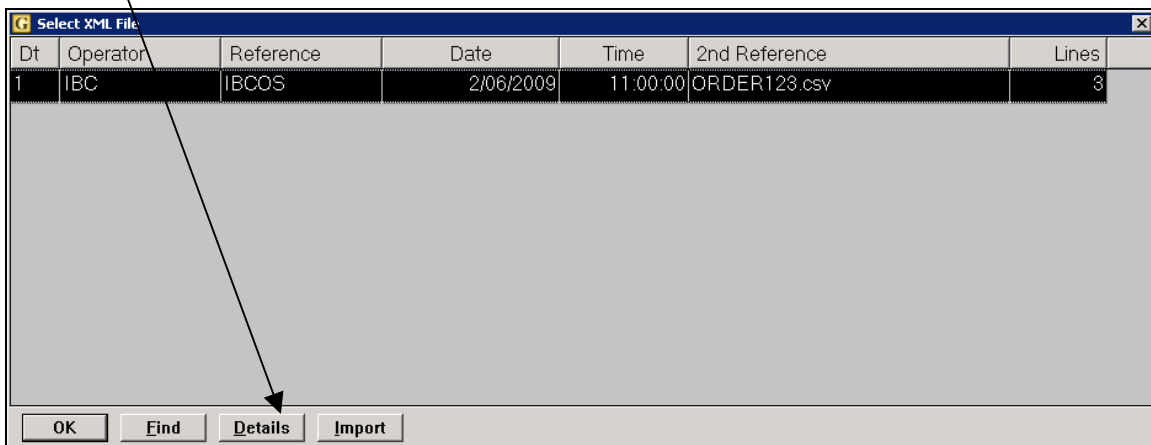 G Select XML File
Dt Operator Reference Date Time 2nd Reference Lines
1 IBC IBCOS 2/06/2009 11:00:00 ORDER123.csv 3
OK Find Details Import